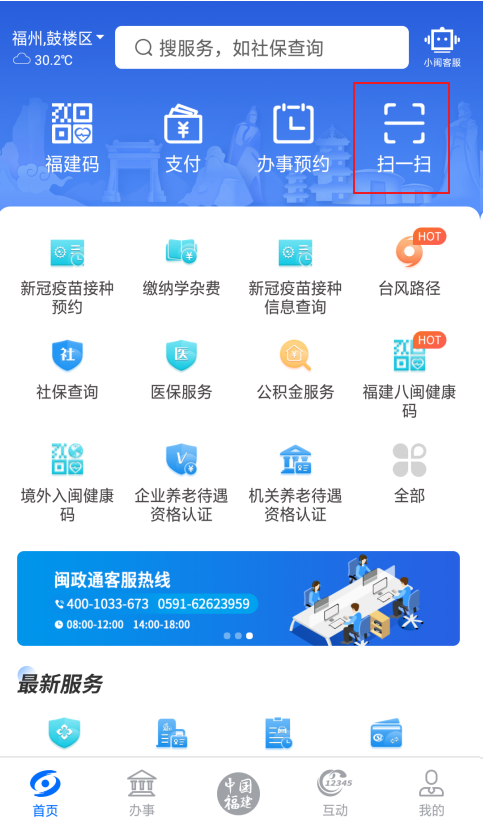 福州,鼓楼区
30.2℃
搜服务，如社保查询
小闽客服
福建码
支付
办事预约
扫一扫
新冠疫苗接种
预约
缴纳学杂费
新冠疫苗接种
信息查询
HOT
台风路径
社
社保查询
医
医保服务
公积金服务
HOT
福建八闽健康
码
境外入闽健康
码
企业养老待遇
资格认证
机关养老待遇
资格认证
全部
闽政通客服热线
400-1033-673 0591-62623959
08:00-12:00 14:00-18:00
最新服务
首页
办事
中国
福建
12345
互动
我的